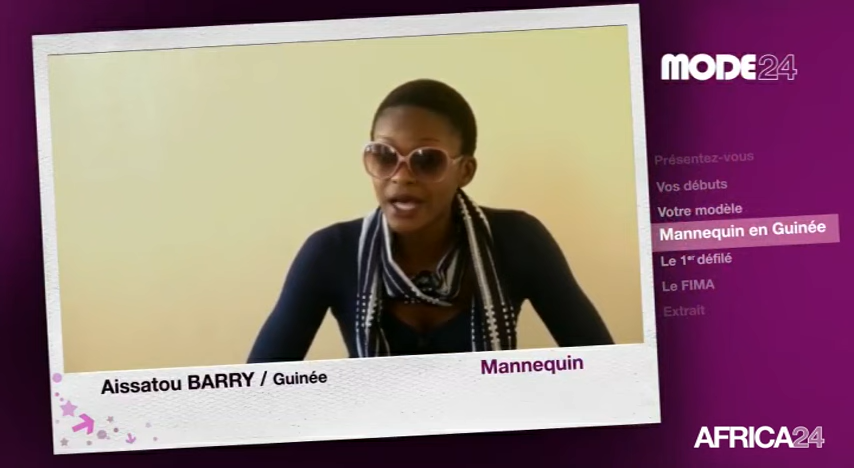 MODE24
Présentez-vous
Vos débuts
Votre modèle
Mannequin en Guinée
Le 1er défilé
Le FIMA
Extrait
Aissatou BARRY / Guinée
Mannequin
AFRICA24